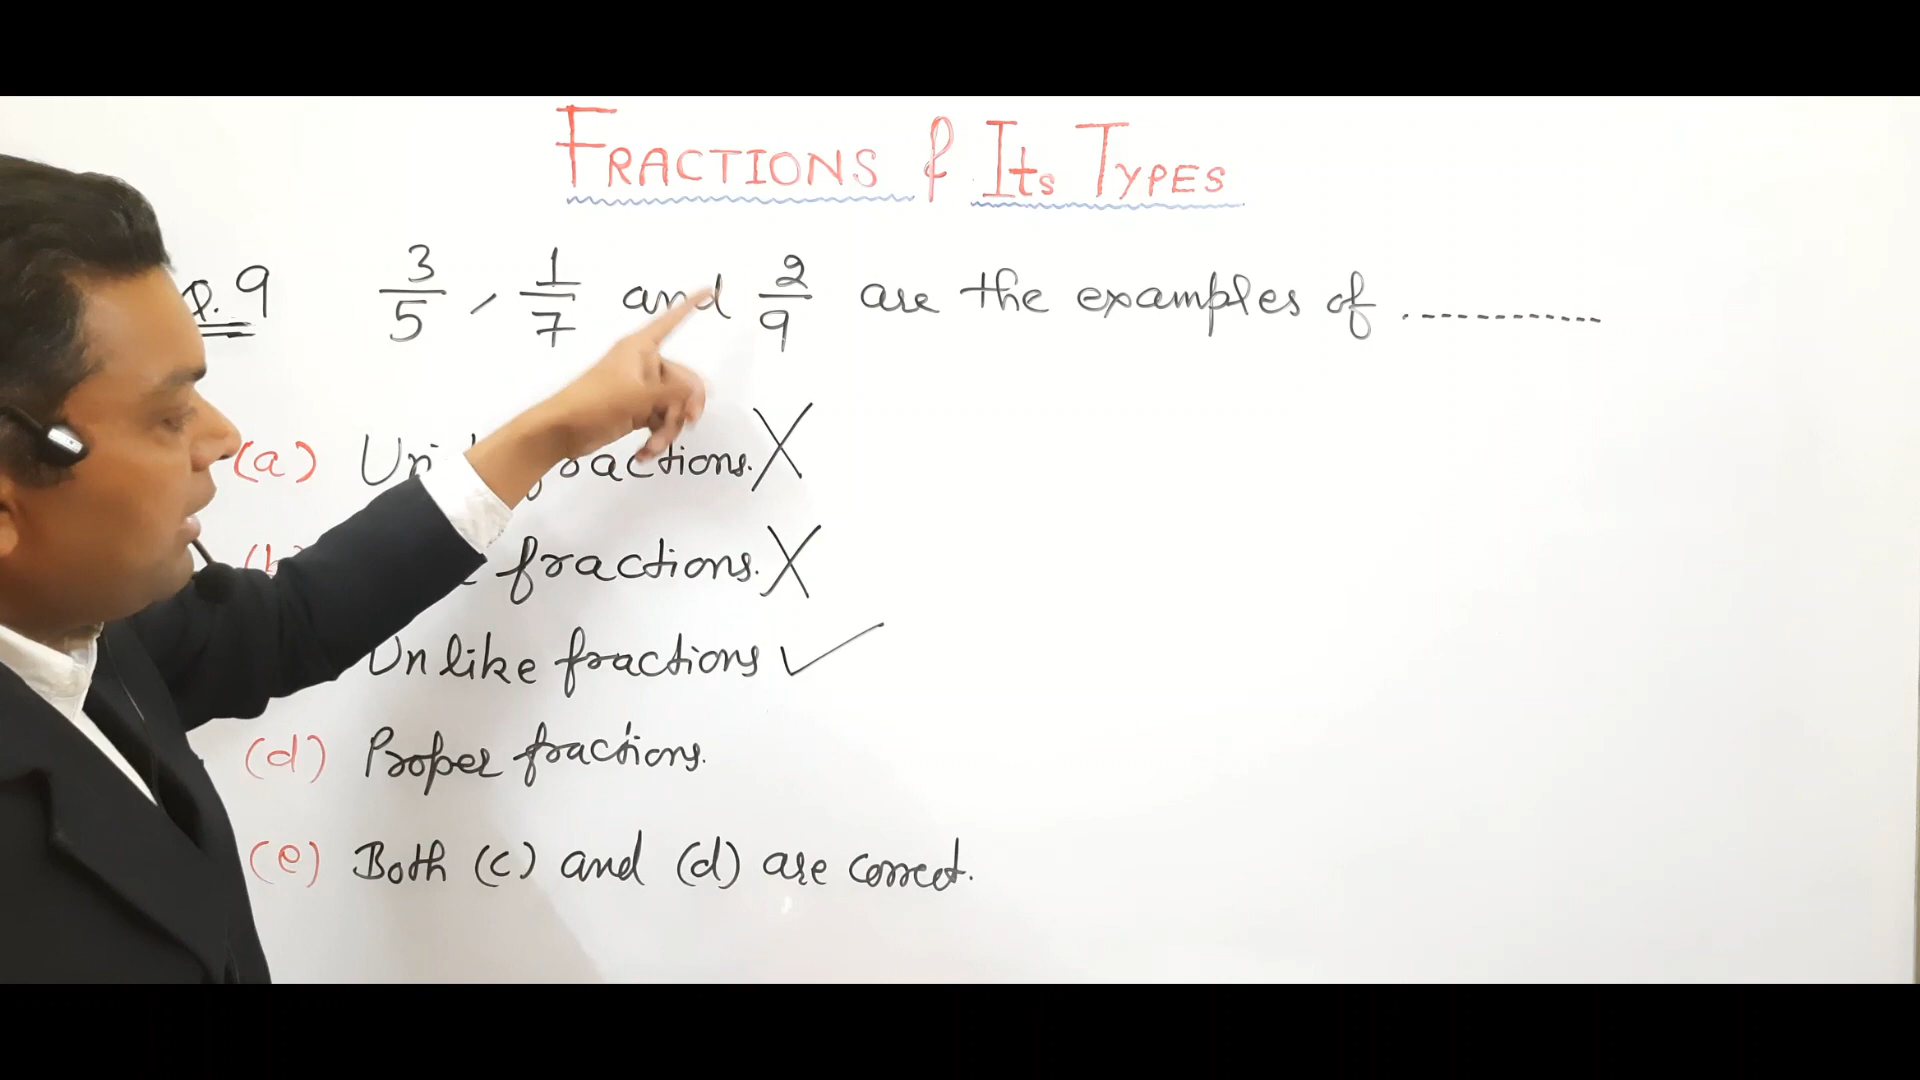 FRACTIONS & Its TYPES
Q.9 3/5, 1/7 and 2/9 are the examples of ............
(a) fractions. X
fractions. X
Unlike fractions ✓
(d) Proper fractions.
(e) Both (c) and (d) are correct.